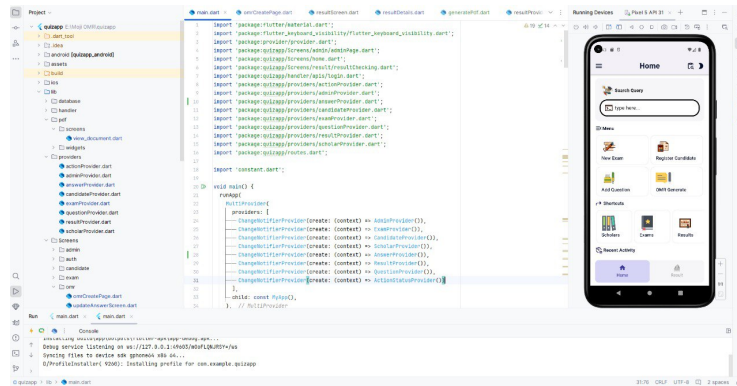 Project
main.dart
omrCreatePage.dart
resultScreen.dart
resultDetails.dart
generatePdf.dart
Running Devices
Pixel 5 API 31
quizapp
.dart_tool
.idea
android [quizapp_android]
assets
build
ios
lib
database
handler
pdf
screens
view_document.dart
widgets
providers
actionProvider.dart
adminProvider.dart
answerProvider.dart
candidateProvider.dart
examProvider.dart
questionProvider.dart
resultProvider.dart
scholarProvider.dart
Screens
admin
auth
candidate
exam
omr
omrCreatePage.dart
updateAnswerScreen.dart
import 'package:flutter/material.dart';
import 'package:flutter_keyboard_visibility/flutter_keyboard_visibility.dart';
import 'package:provider/provider.dart';
import 'package:quizapp/Screens/admin/adminPage.dart';
import 'package:quizapp/Screens/home.dart';
import 'package:quizapp/Screens/result/resultChecking.dart';
import 'package:quizapp/handler/apis/login.dart';
import 'package:quizapp/providers/actionProvider.dart';
import 'package:quizapp/providers/adminProvider.dart';
import 'package:quizapp/providers/answerProvider.dart';
import 'package:quizapp/providers/candidateProvider.dart';
import 'package:quizapp/providers/examProvider.dart';
import 'package:quizapp/providers/questionProvider.dart';
import 'package:quizapp/providers/resultProvider.dart';
import 'package:quizapp/providers/scholarProvider.dart';
import 'package:quizapp/routes.dart';
import 'constant.dart';
void main() {
runApp(
MultiProvider(
providers: [
ChangeNotifierProvider(create: (context) => AdminProvider()),
ChangeNotifierProvider(create: (context) => ExamProvider()),
ChangeNotifierProvider(create: (context) => CandidateProvider()),
ChangeNotifierProvider(create: (context) => ScholarProvider()),
ChangeNotifierProvider(create: (context) => AnswerProvider()),
ChangeNotifierProvider(create: (context) => ResultProvider()),
ChangeNotifierProvider(create: (context) => QuestionProvider()),
ChangeNotifierProvider(create: (context) => ActionStatusProvider())
],
child: const MyApp(),
), // MultiProvider
Home
Search Query
type here...
Menu
New Exam
Register Candidate
Add Question
OMR Generate
Shortcuts
Scholars
Exams
Results
Recent Activity
Home
Result
Run
main.dart
main.dart
Console
Syncing files to device sdk gphone64 x86 64...
D/ProfileInstaller( 9260): Installing profile for com.example.quizapp
quizapp > lib > main.dart
31:76 CRLF UTF-8 2 spaces